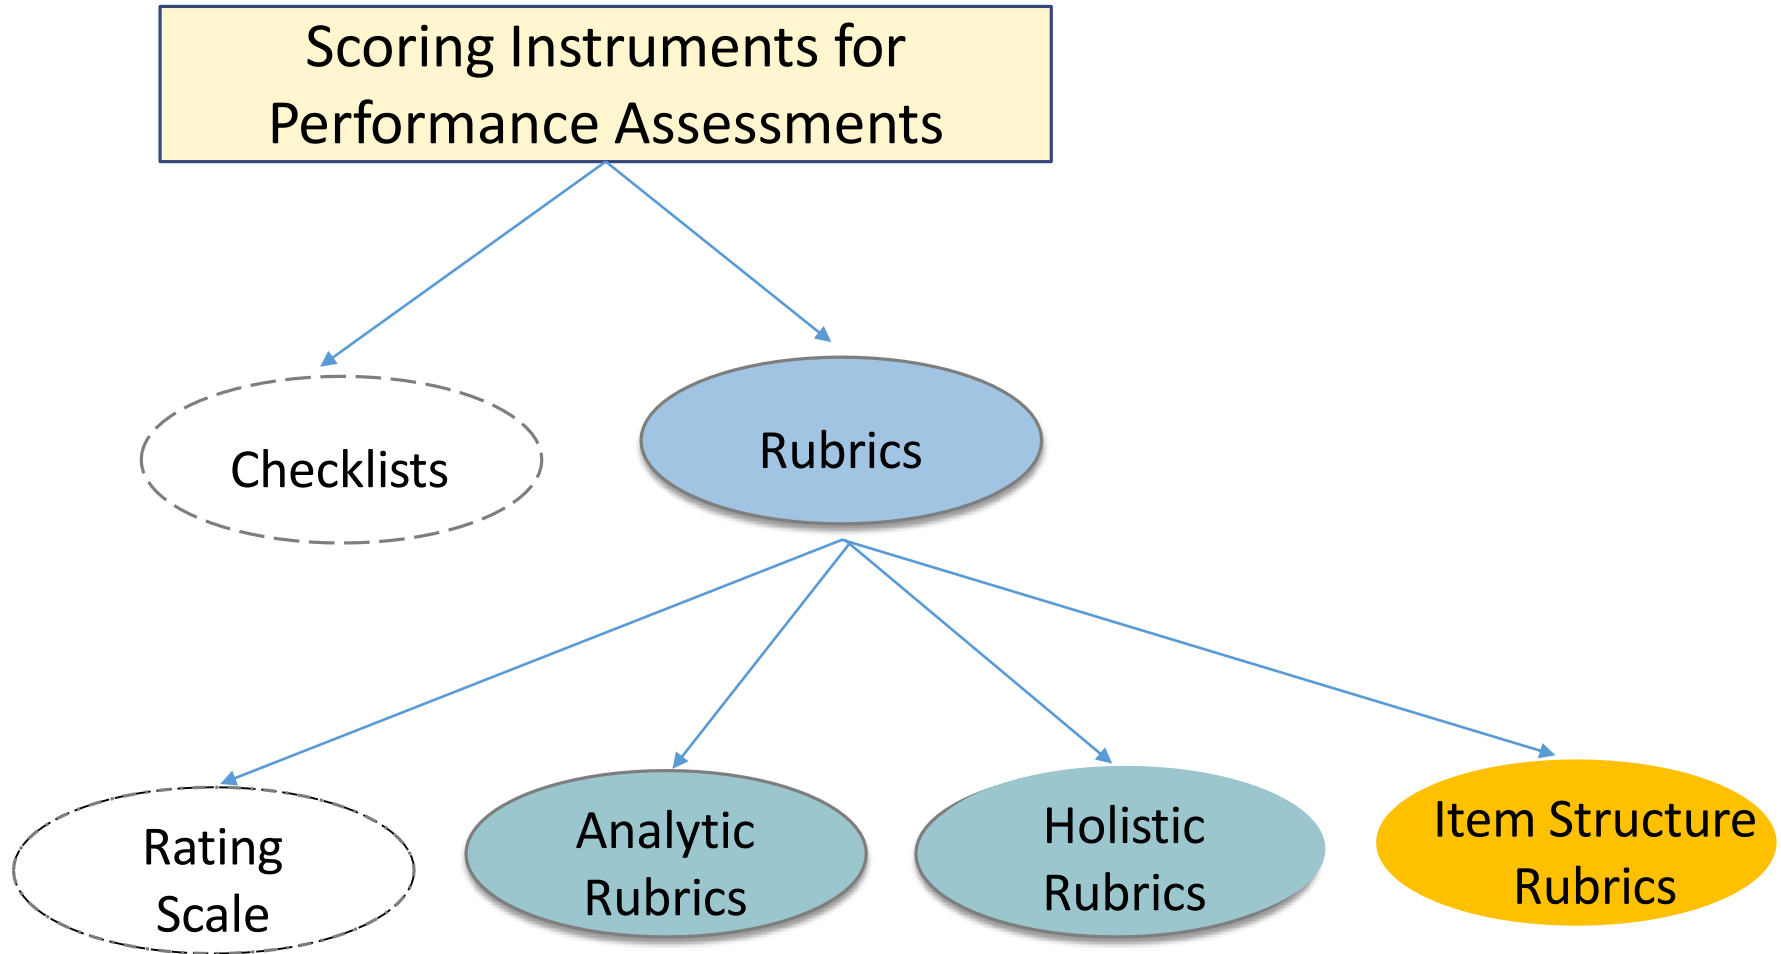 Scoring Instruments for
Performance Assessments
Checklists
Rubrics
Rating
Scale
Analytic
Rubrics
Holistic
Rubrics
Item Structure
Rubrics